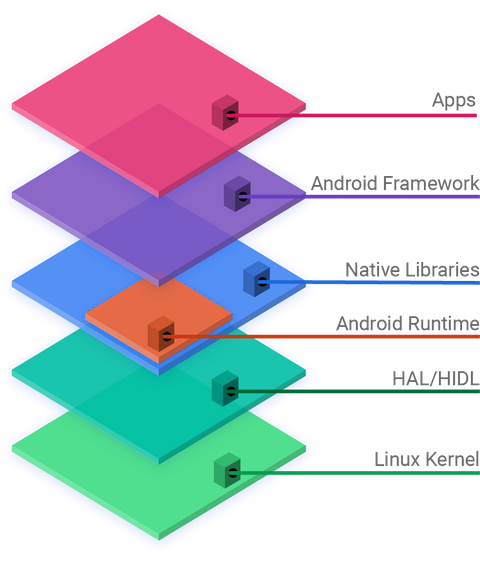 Apps
Android Framework
Native Libraries
Android Runtime
HAL/HIDL
Linux Kernel